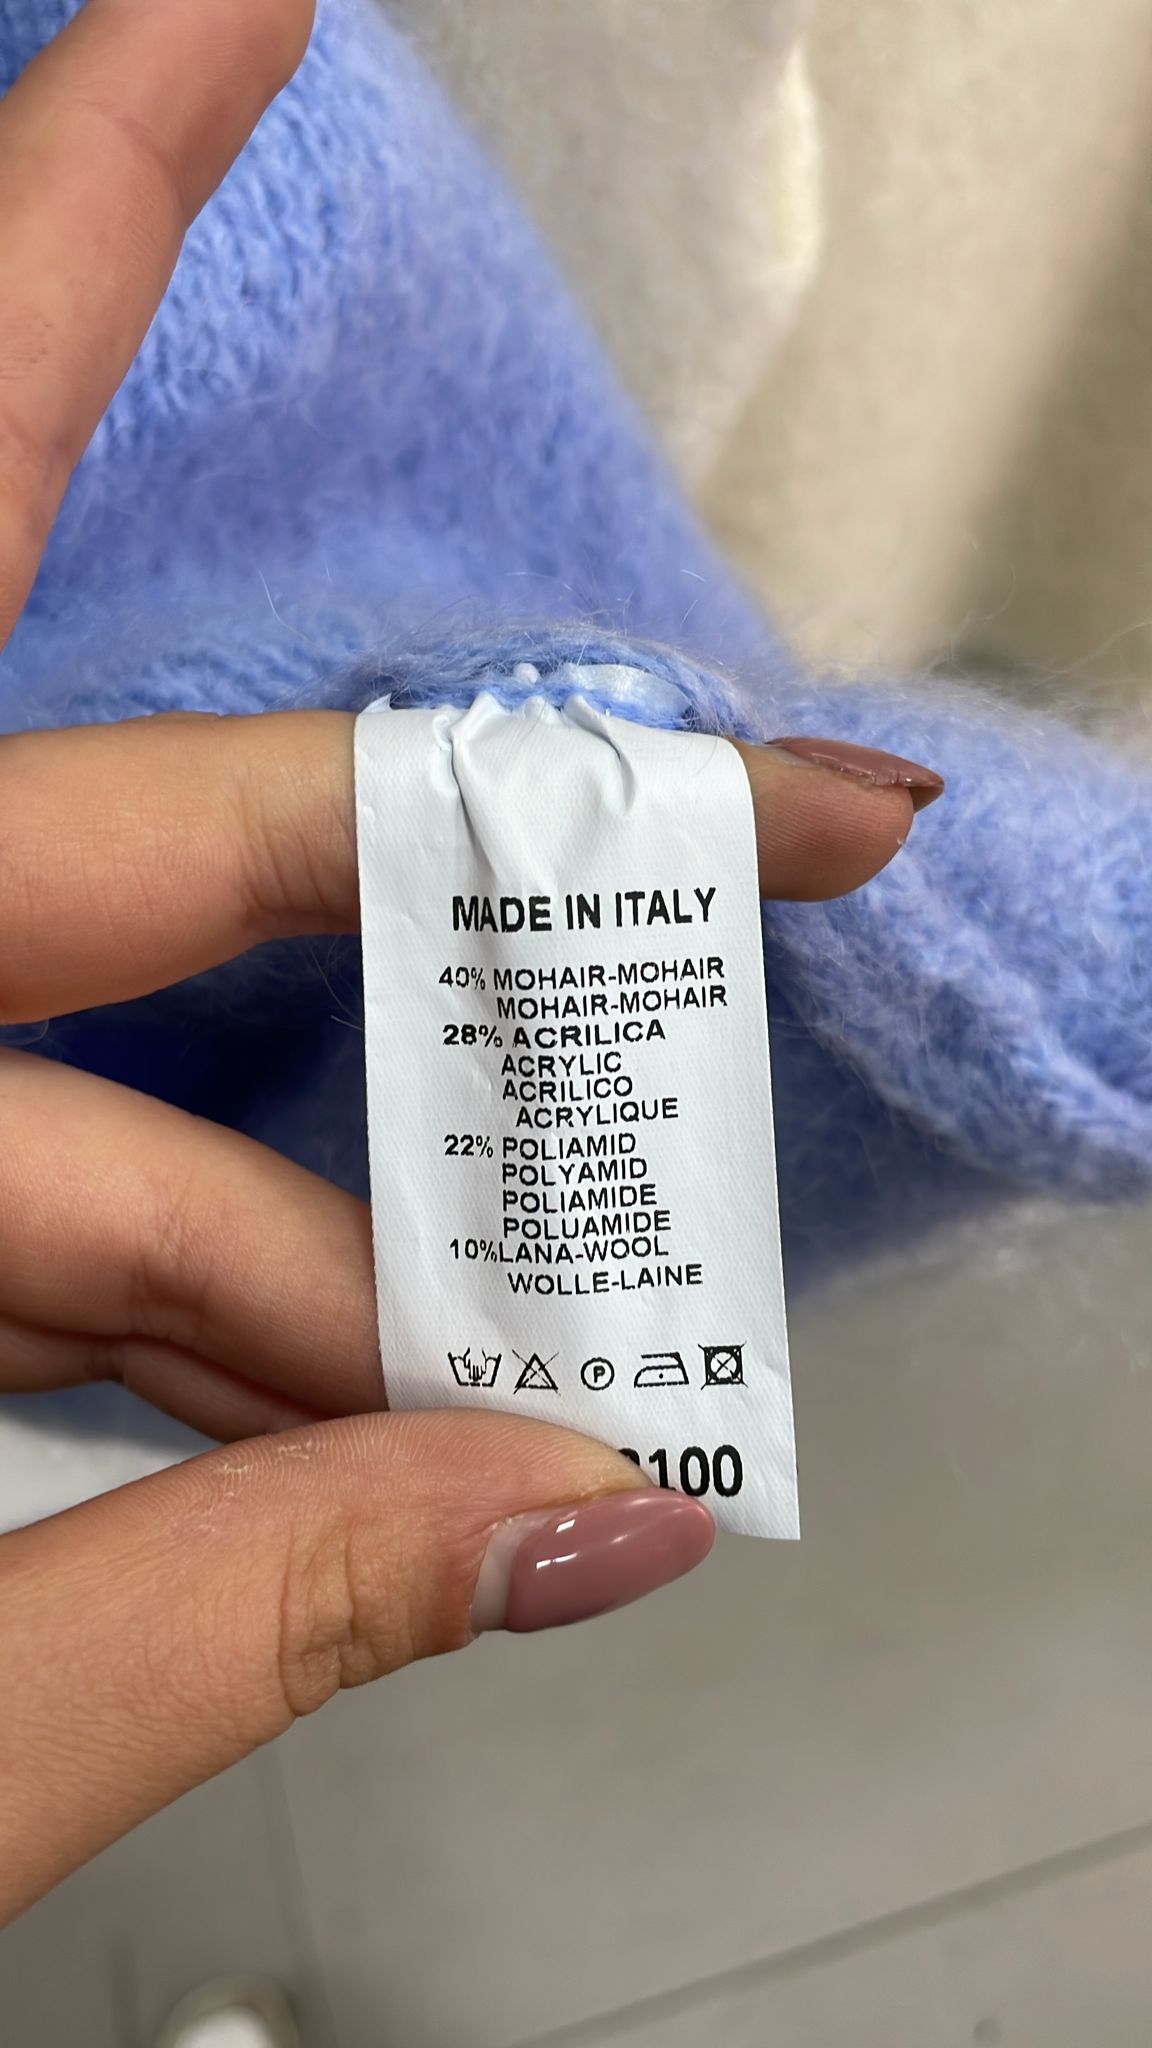 MADE IN ITALY
40% MOHAIR-MOHAIR
MOHAIR-MOHAIR
28% ACRILICA
ACRYLIC
ACRILICO
ACRYLIQUE
22% POLIAMID
POLYAMID
POLIAMIDE
POLUAMIDE
10%LANA-WOOL
WOLLE-LAINE
P